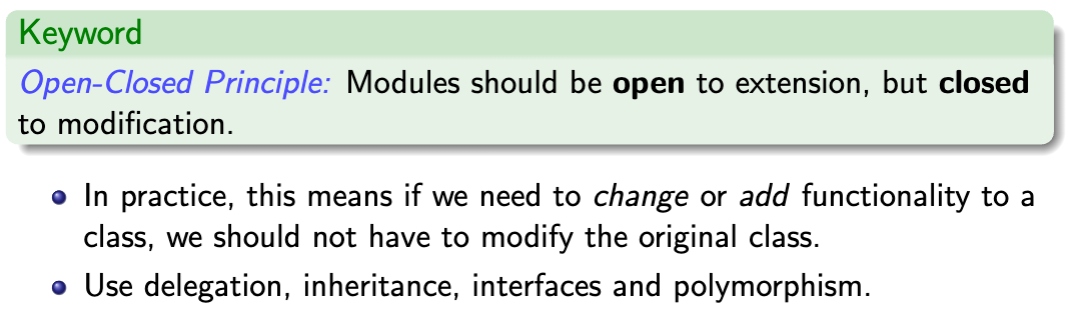 Keyword
Open-Closed Principle: Modules should be open to extension, but closed
to modification.
In practice, this means if we need to change or add functionality to a
class, we should not have to modify the original class.
Use delegation, inheritance, interfaces and polymorphism.